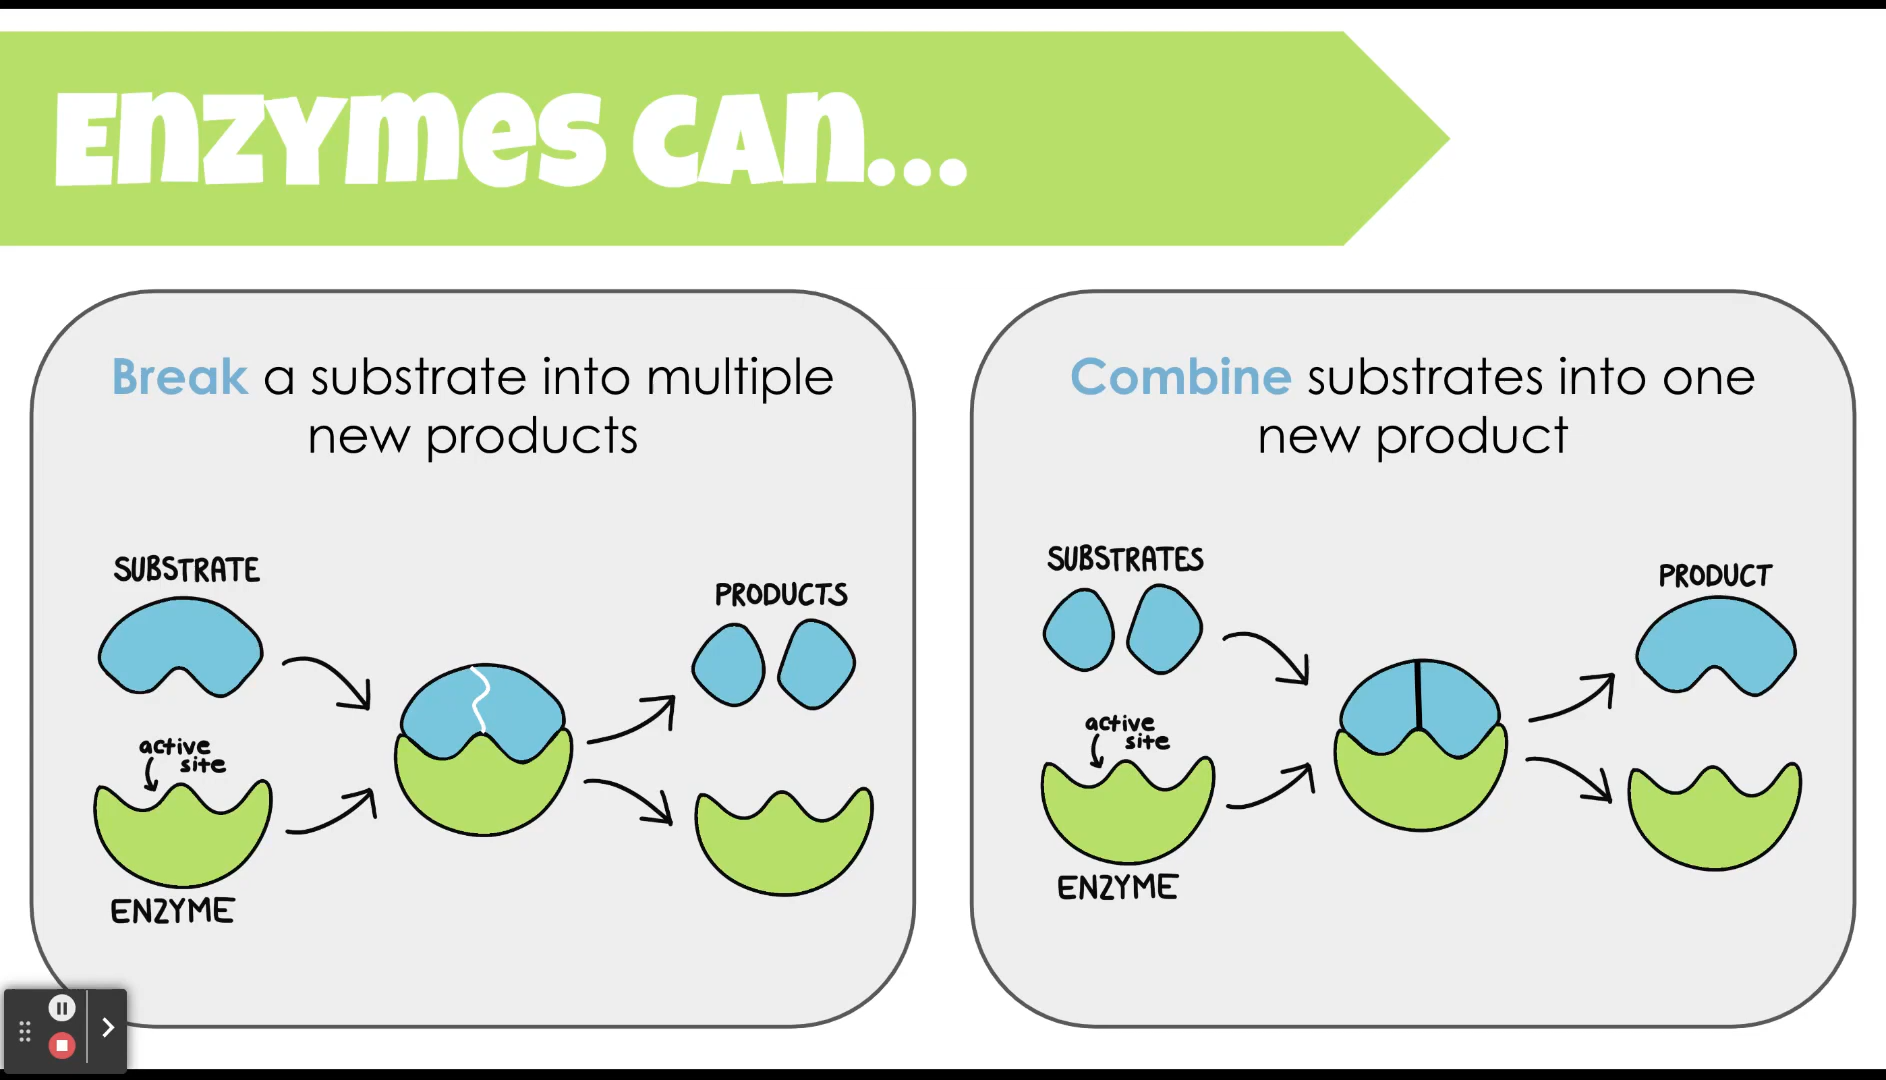 Enzymes can...
Break a substrate into multiple
new products
SUBSTRATE
PRODUCTS
active
site
ENZYME
Combine substrates into one
new product
SUBSTRATES
PRODUCT
active
site
ENZYME